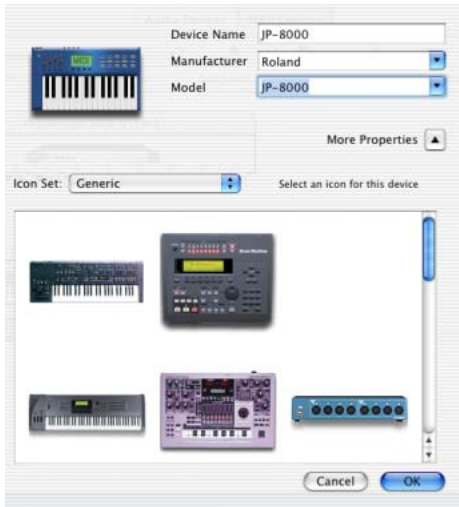 Device Name JP-8000
Manufacturer Roland
MIDI
Model JP-8000
More Properties
Icon Set: Generic
Select an icon for this device
Cancel
OK